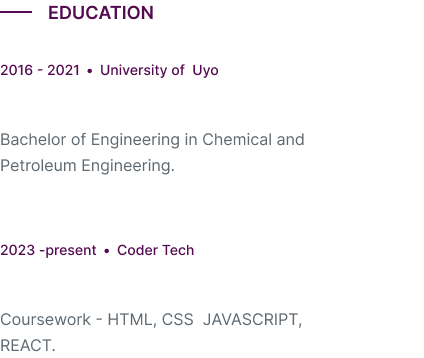 EDUCATION
2016 - 2021 • University of Uyo
Bachelor of Engineering in Chemical and
Petroleum Engineering.
2023 -present • Coder Tech
Coursework - HTML, CSS JAVASCRIPT,
REACT.